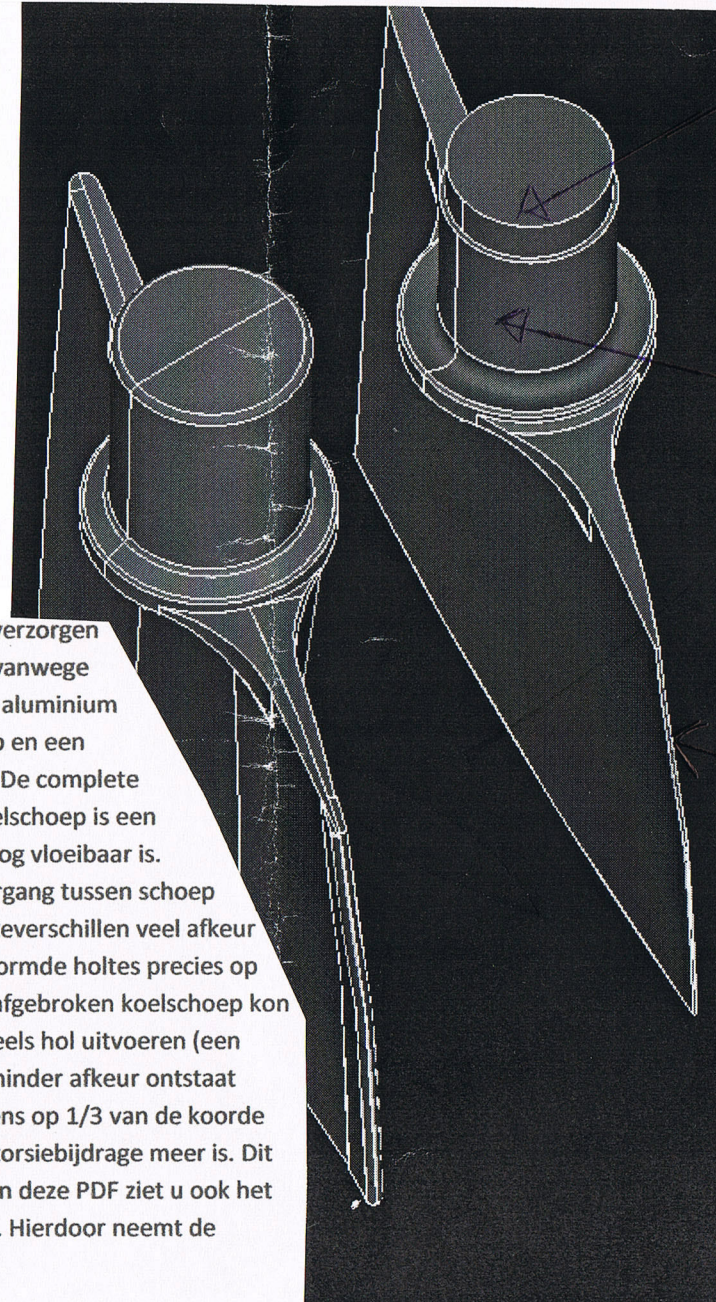 verzorgen
vanwege
aluminium
en een
De complete
elschoep is een
og vloeibaar is.
rgang tussen schoep
everschillen veel afkeur
ormde holtes precies op
afgebroken koelschoep kon
eels hol uitvoeren (een
minder afkeur ontstaat
ens op 1/3 van de koorde
torsiebijdrage meer is. Dit
n deze PDF ziet u ook het
. Hierdoor neemt de